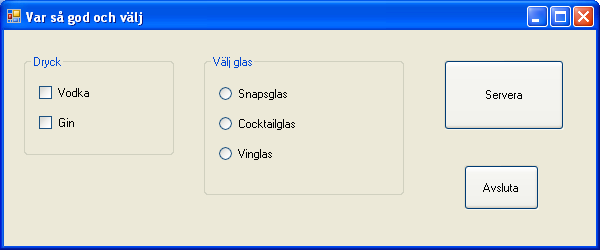 Var så god och välj
Dryck
Vodka
Gin
Välj glas
Snapsglas
Cocktailglas
Vinglas
Servera
Avsluta